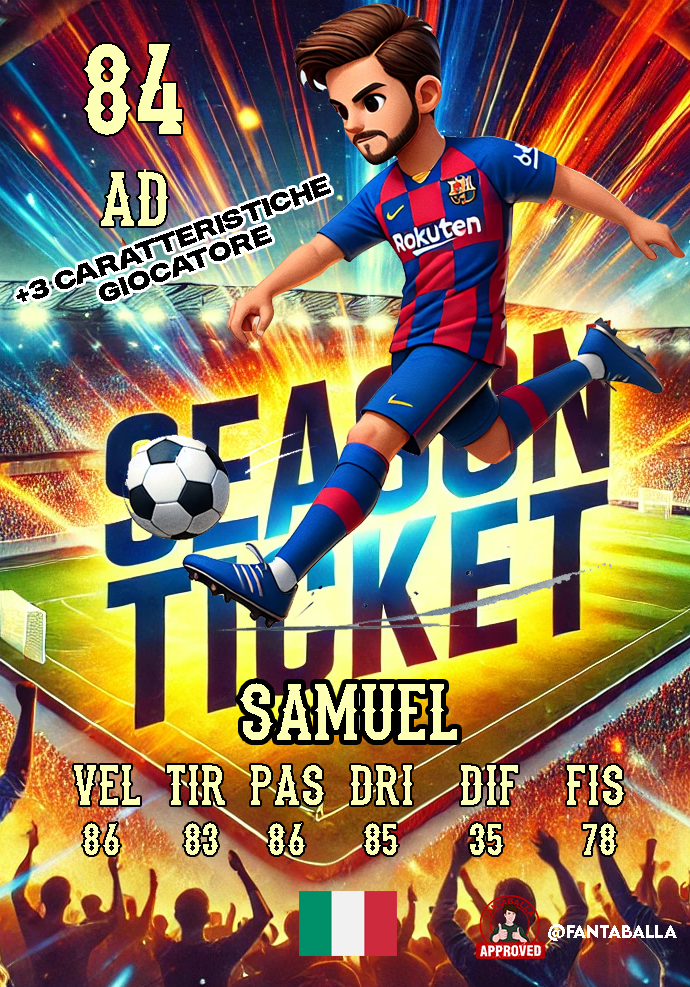 84
AD
+3 CARATTERISTICHE
GIOCATORE
Rakuten
SEASON
TICKET
SAMUEL
VEL TIR PAS DRI DIF FIS
86 83 86 85 35 78
APPROVED
@FANTABALLA